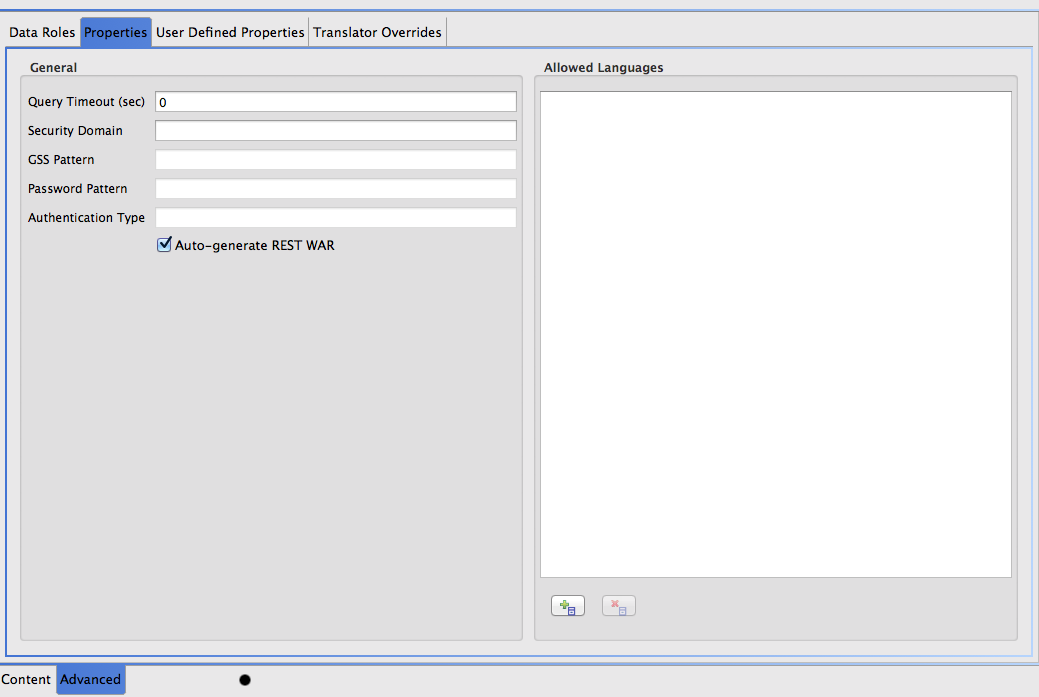 Data Roles Properties User Defined Properties Translator Overrides
General
Query Timeout (sec) 0
Security Domain
GSS Pattern
Password Pattern
Authentication Type
Auto-generate REST WAR
Allowed Languages
Content Advanced